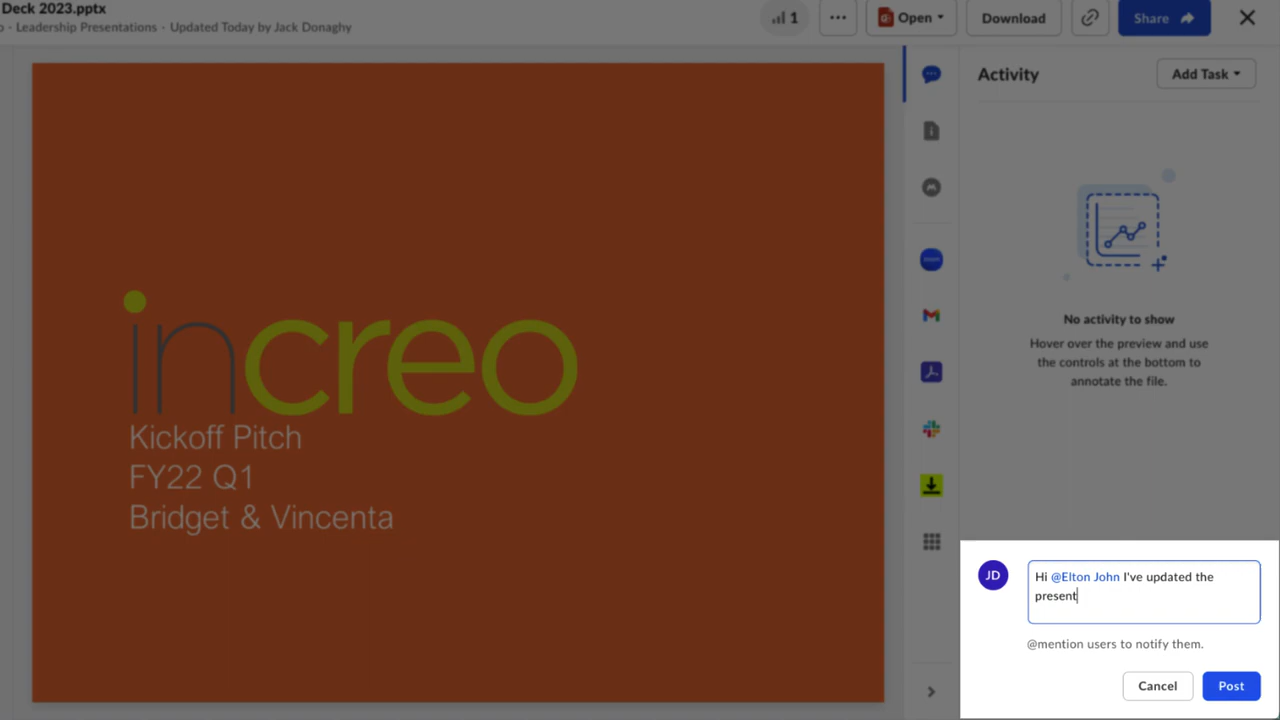 Deck 2023.pptx
Leadership Presentations · Updated Today by Jack Donaghy
1
Open
Download
Share
Activity
Add Task
increo
Kickoff Pitch
FY22 Q1
Bridget & Vincenta
No activity to show
Hover over the preview and use
the controls at the bottom to
annotate the file.
JD
Hi @Elton John I've updated the
present
@mention users to notify them.
Cancel
Post